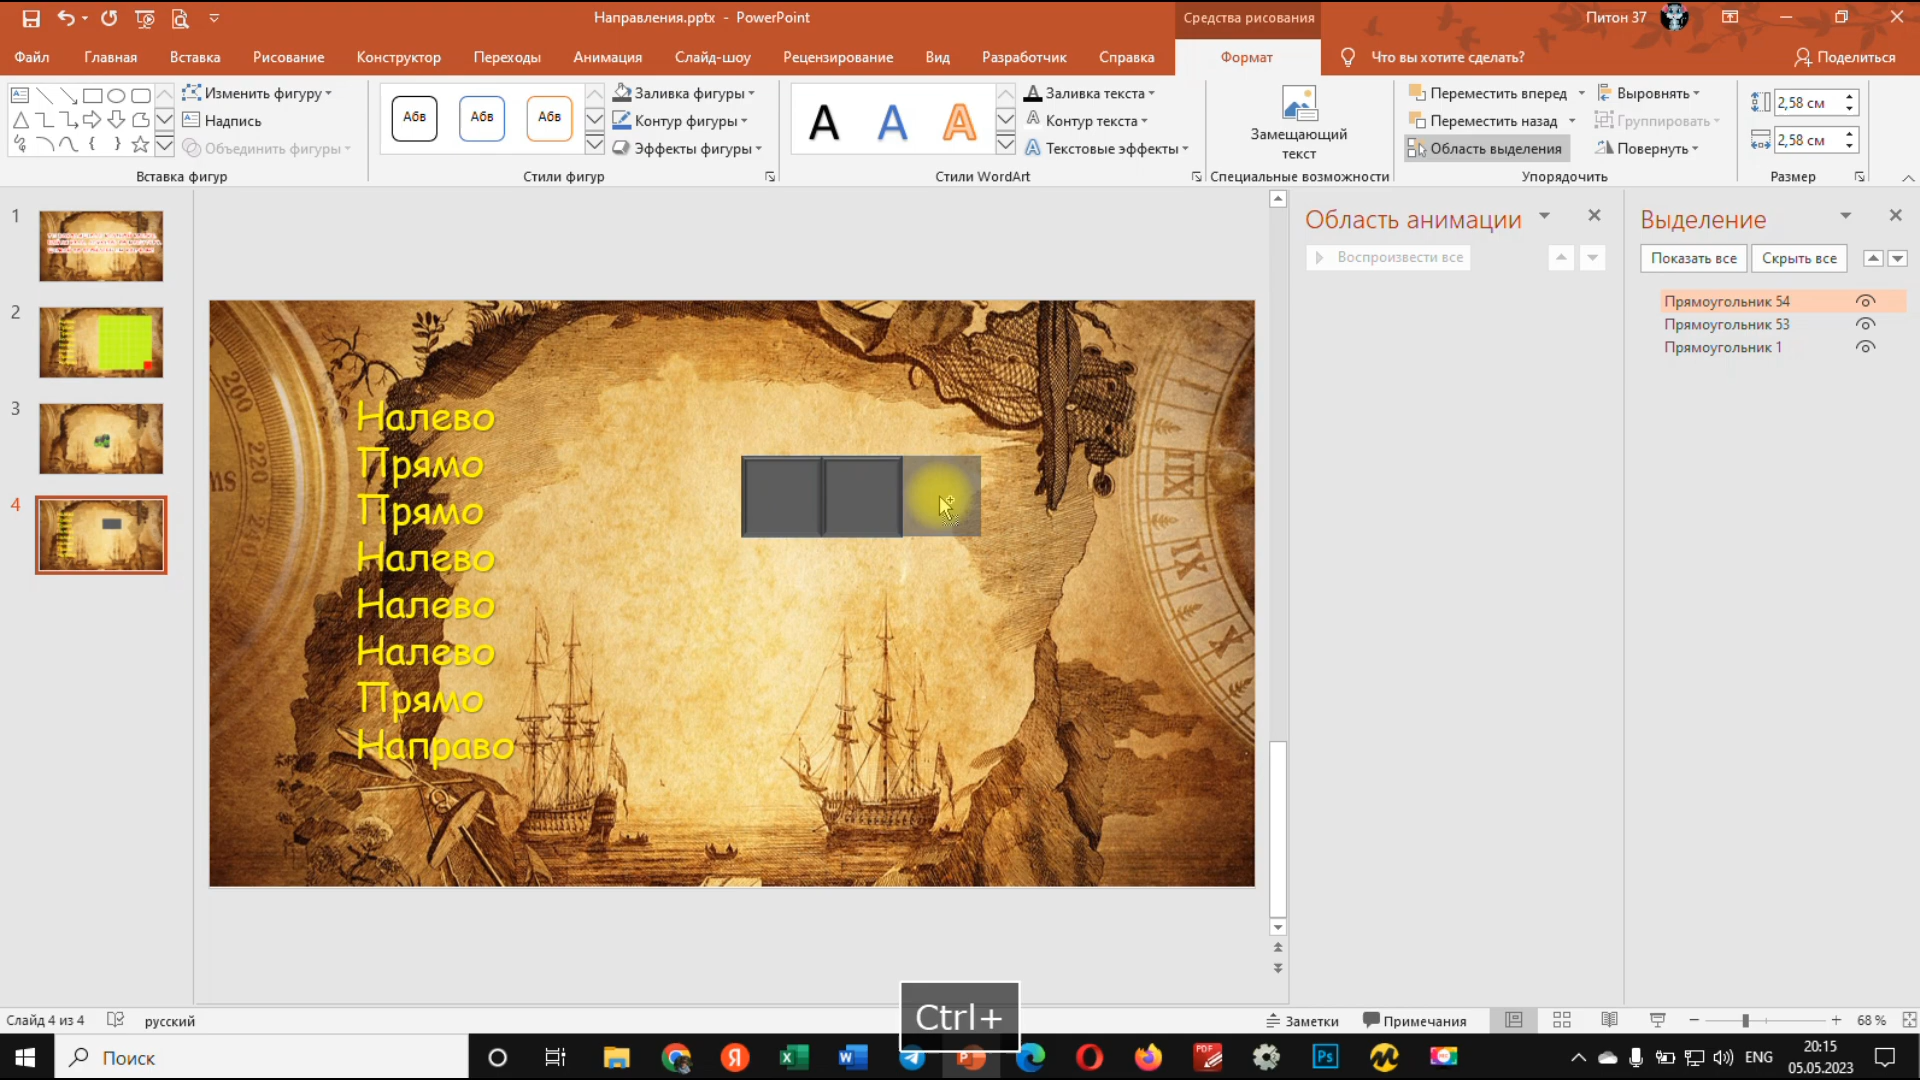 Направления.pptx - PowerPoint
Средства рисования
Питон 37
Файл Главная Вставка Рисование Конструктор Переходы Анимация Слайд-шоу Рецензирование Вид Разработчик Справка Формат Что вы хотите сделать? Поделиться
Изменить фигуру
Надпись
Объединить фигуры
Вставка фигур
Абв Абв Абв
Заливка фигуры
Контур фигуры
Эффекты фигуры
Стили фигур
A A A
Заливка текста
Контур текста
Текстовые эффекты
Стили WordArt
Замещающий
текст
Специальные возможности
Переместить вперед
Переместить назад
Область выделения
Выровнять
Группировать
Повернуть
Упорядочить
2,58 см
2,58 см
Размер
1
2
3
4
Налево
Прямо
Прямо
Налево
Налево
Налево
Прямо
Направо
Область анимации
Воспроизвести все
Выделение
Показать все Скрыть все
Прямоугольник 54
Прямоугольник 53
Прямоугольник 1
Ctrl+
Слайд 4 из 4 русский Заметки Примечания 68 %
Поиск
ENG
20:15
05.05.2023